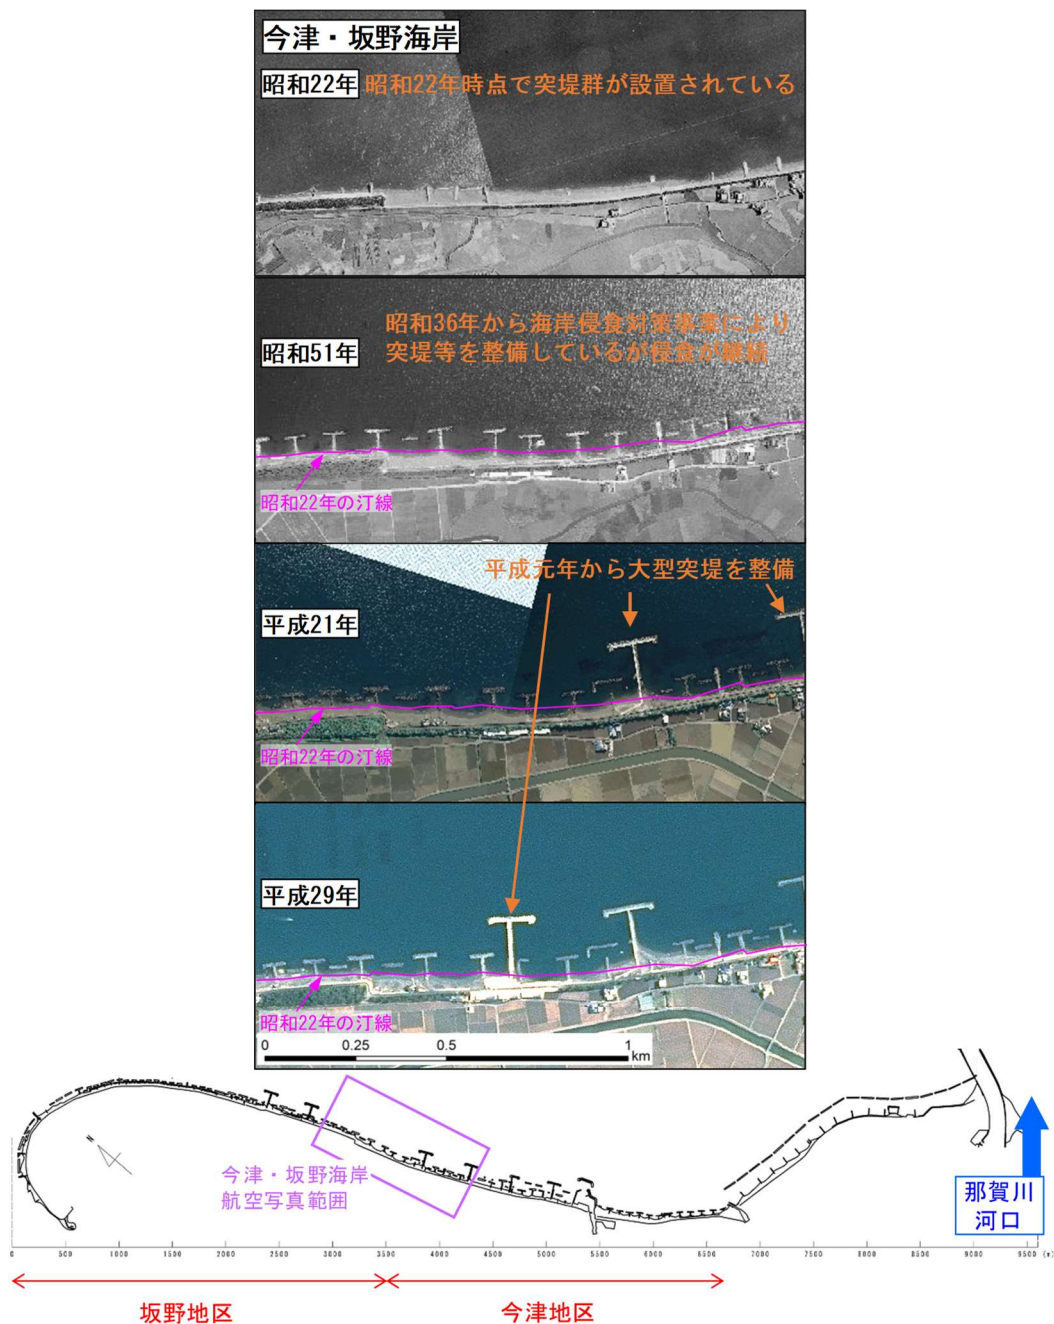 今津・坂野海岸
昭和22年
昭和22年時点で突堤群が設置されている
昭和51年
昭和36年から海岸侵食対策事業により
突堤等を整備しているが侵食が継続
昭和22年の汀線
平成21年
平成元年から大型突堤を整備
昭和22年の汀線
平成29年
昭和22年の汀線
0 0.25 0.5 1
km
N
今津・坂野海岸
航空写真範囲
那賀川
河口
0 500 1000 1500 2000 2500 3000 3500 4000 4500 5000 5500 6000 6500 7000 7500 8000 8500 9000 9500 (m)
坂野地区
今津地区